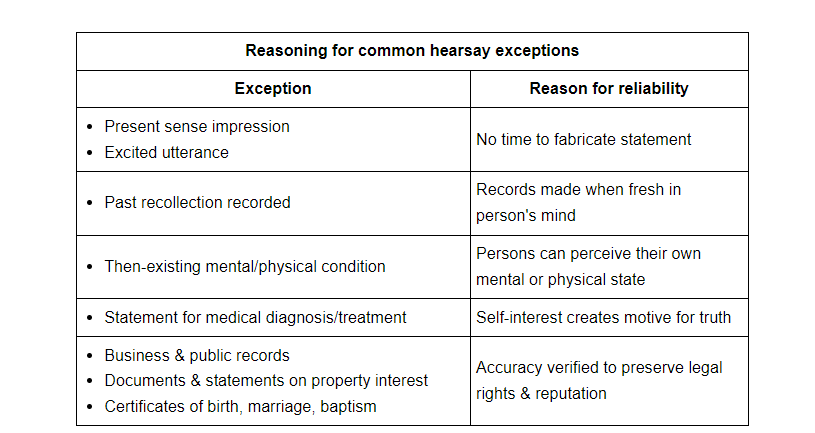 Reasoning for common hearsay exceptions
Exception
Reason for reliability
• Present sense impression
• Excited utterance
No time to fabricate statement
• Past recollection recorded
Records made when fresh in
person's mind
• Then-existing mental/physical condition
Persons can perceive their own
mental or physical state
• Statement for medical diagnosis/treatment
Self-interest creates motive for truth
• Business & public records
• Documents & statements on property interest
• Certificates of birth, marriage, baptism
Accuracy verified to preserve legal
rights & reputation